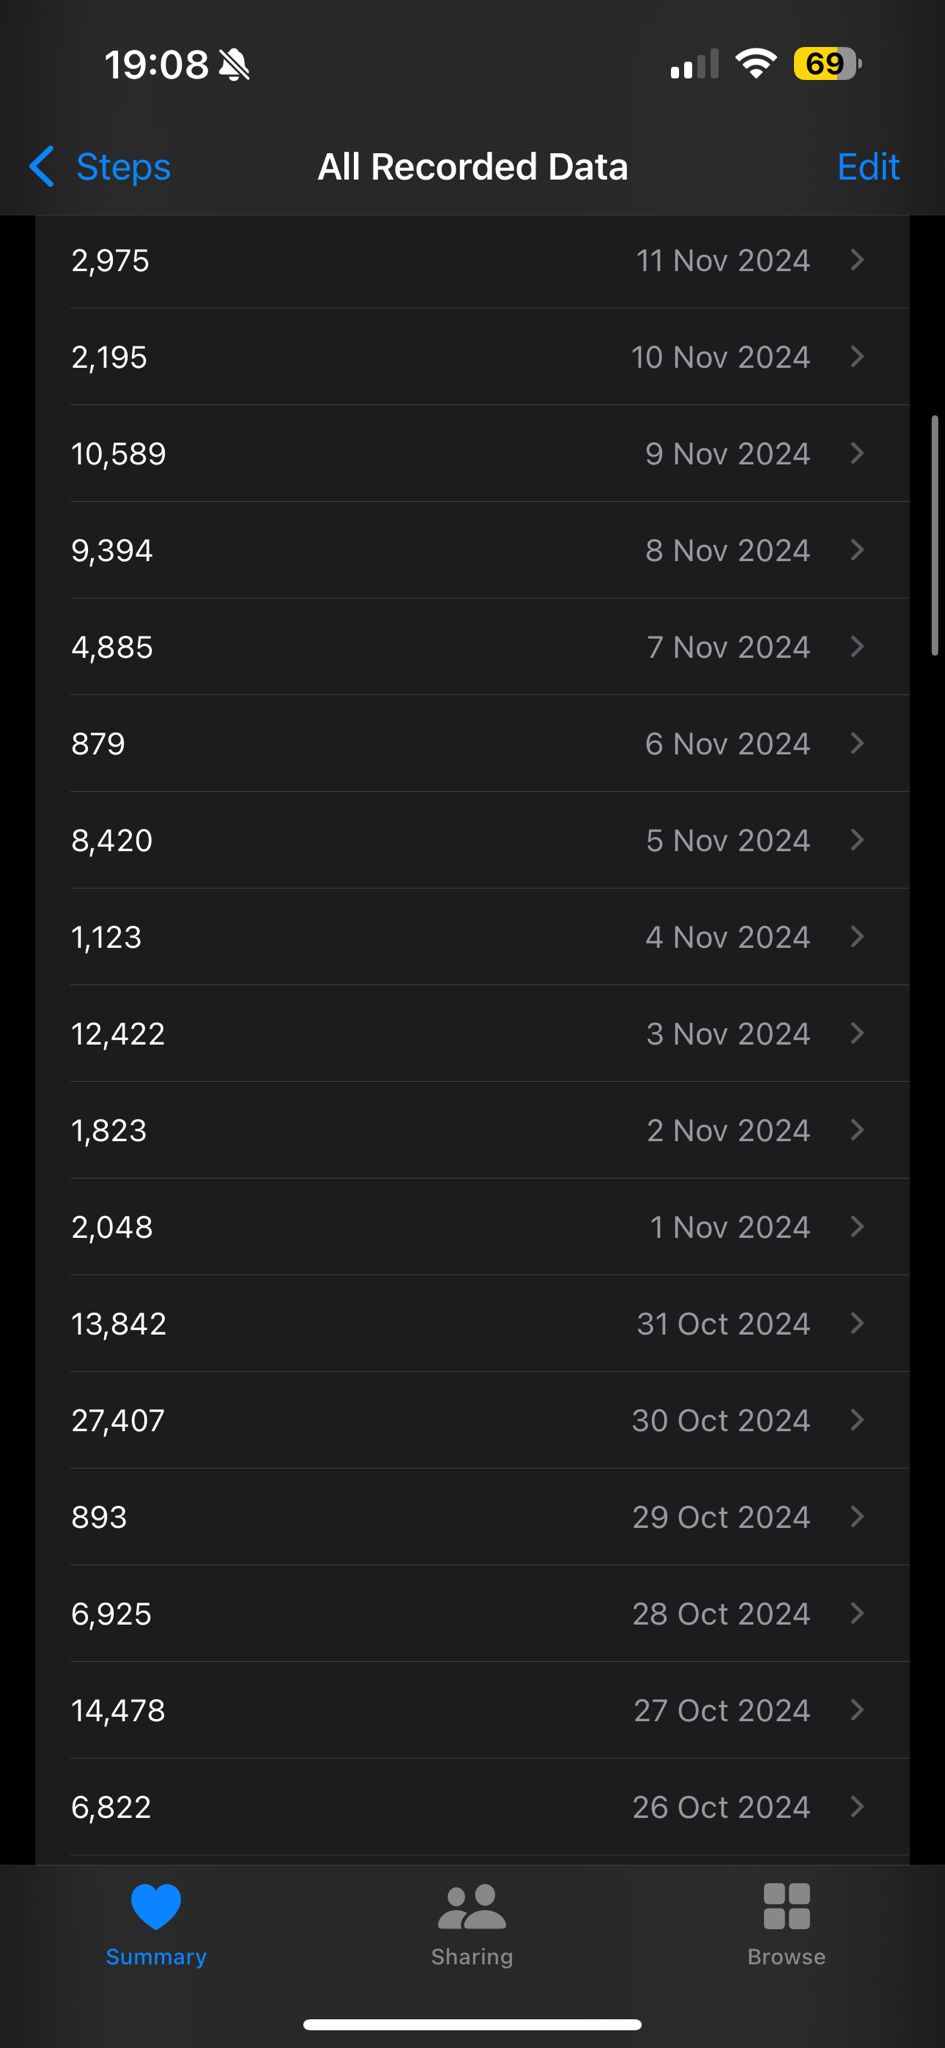 19:08
69
Steps
All Recorded Data
Edit
2,975 11 Nov 2024
2,195 10 Nov 2024
10,589 9 Nov 2024
9,394 8 Nov 2024
4,885 7 Nov 2024
879 6 Nov 2024
8,420 5 Nov 2024
1,123 4 Nov 2024
12,422 3 Nov 2024
1,823 2 Nov 2024
2,048 1 Nov 2024
13,842 31 Oct 2024
27,407 30 Oct 2024
893 29 Oct 2024
6,925 28 Oct 2024
14,478 27 Oct 2024
6,822 26 Oct 2024
Summary
Sharing
Browse